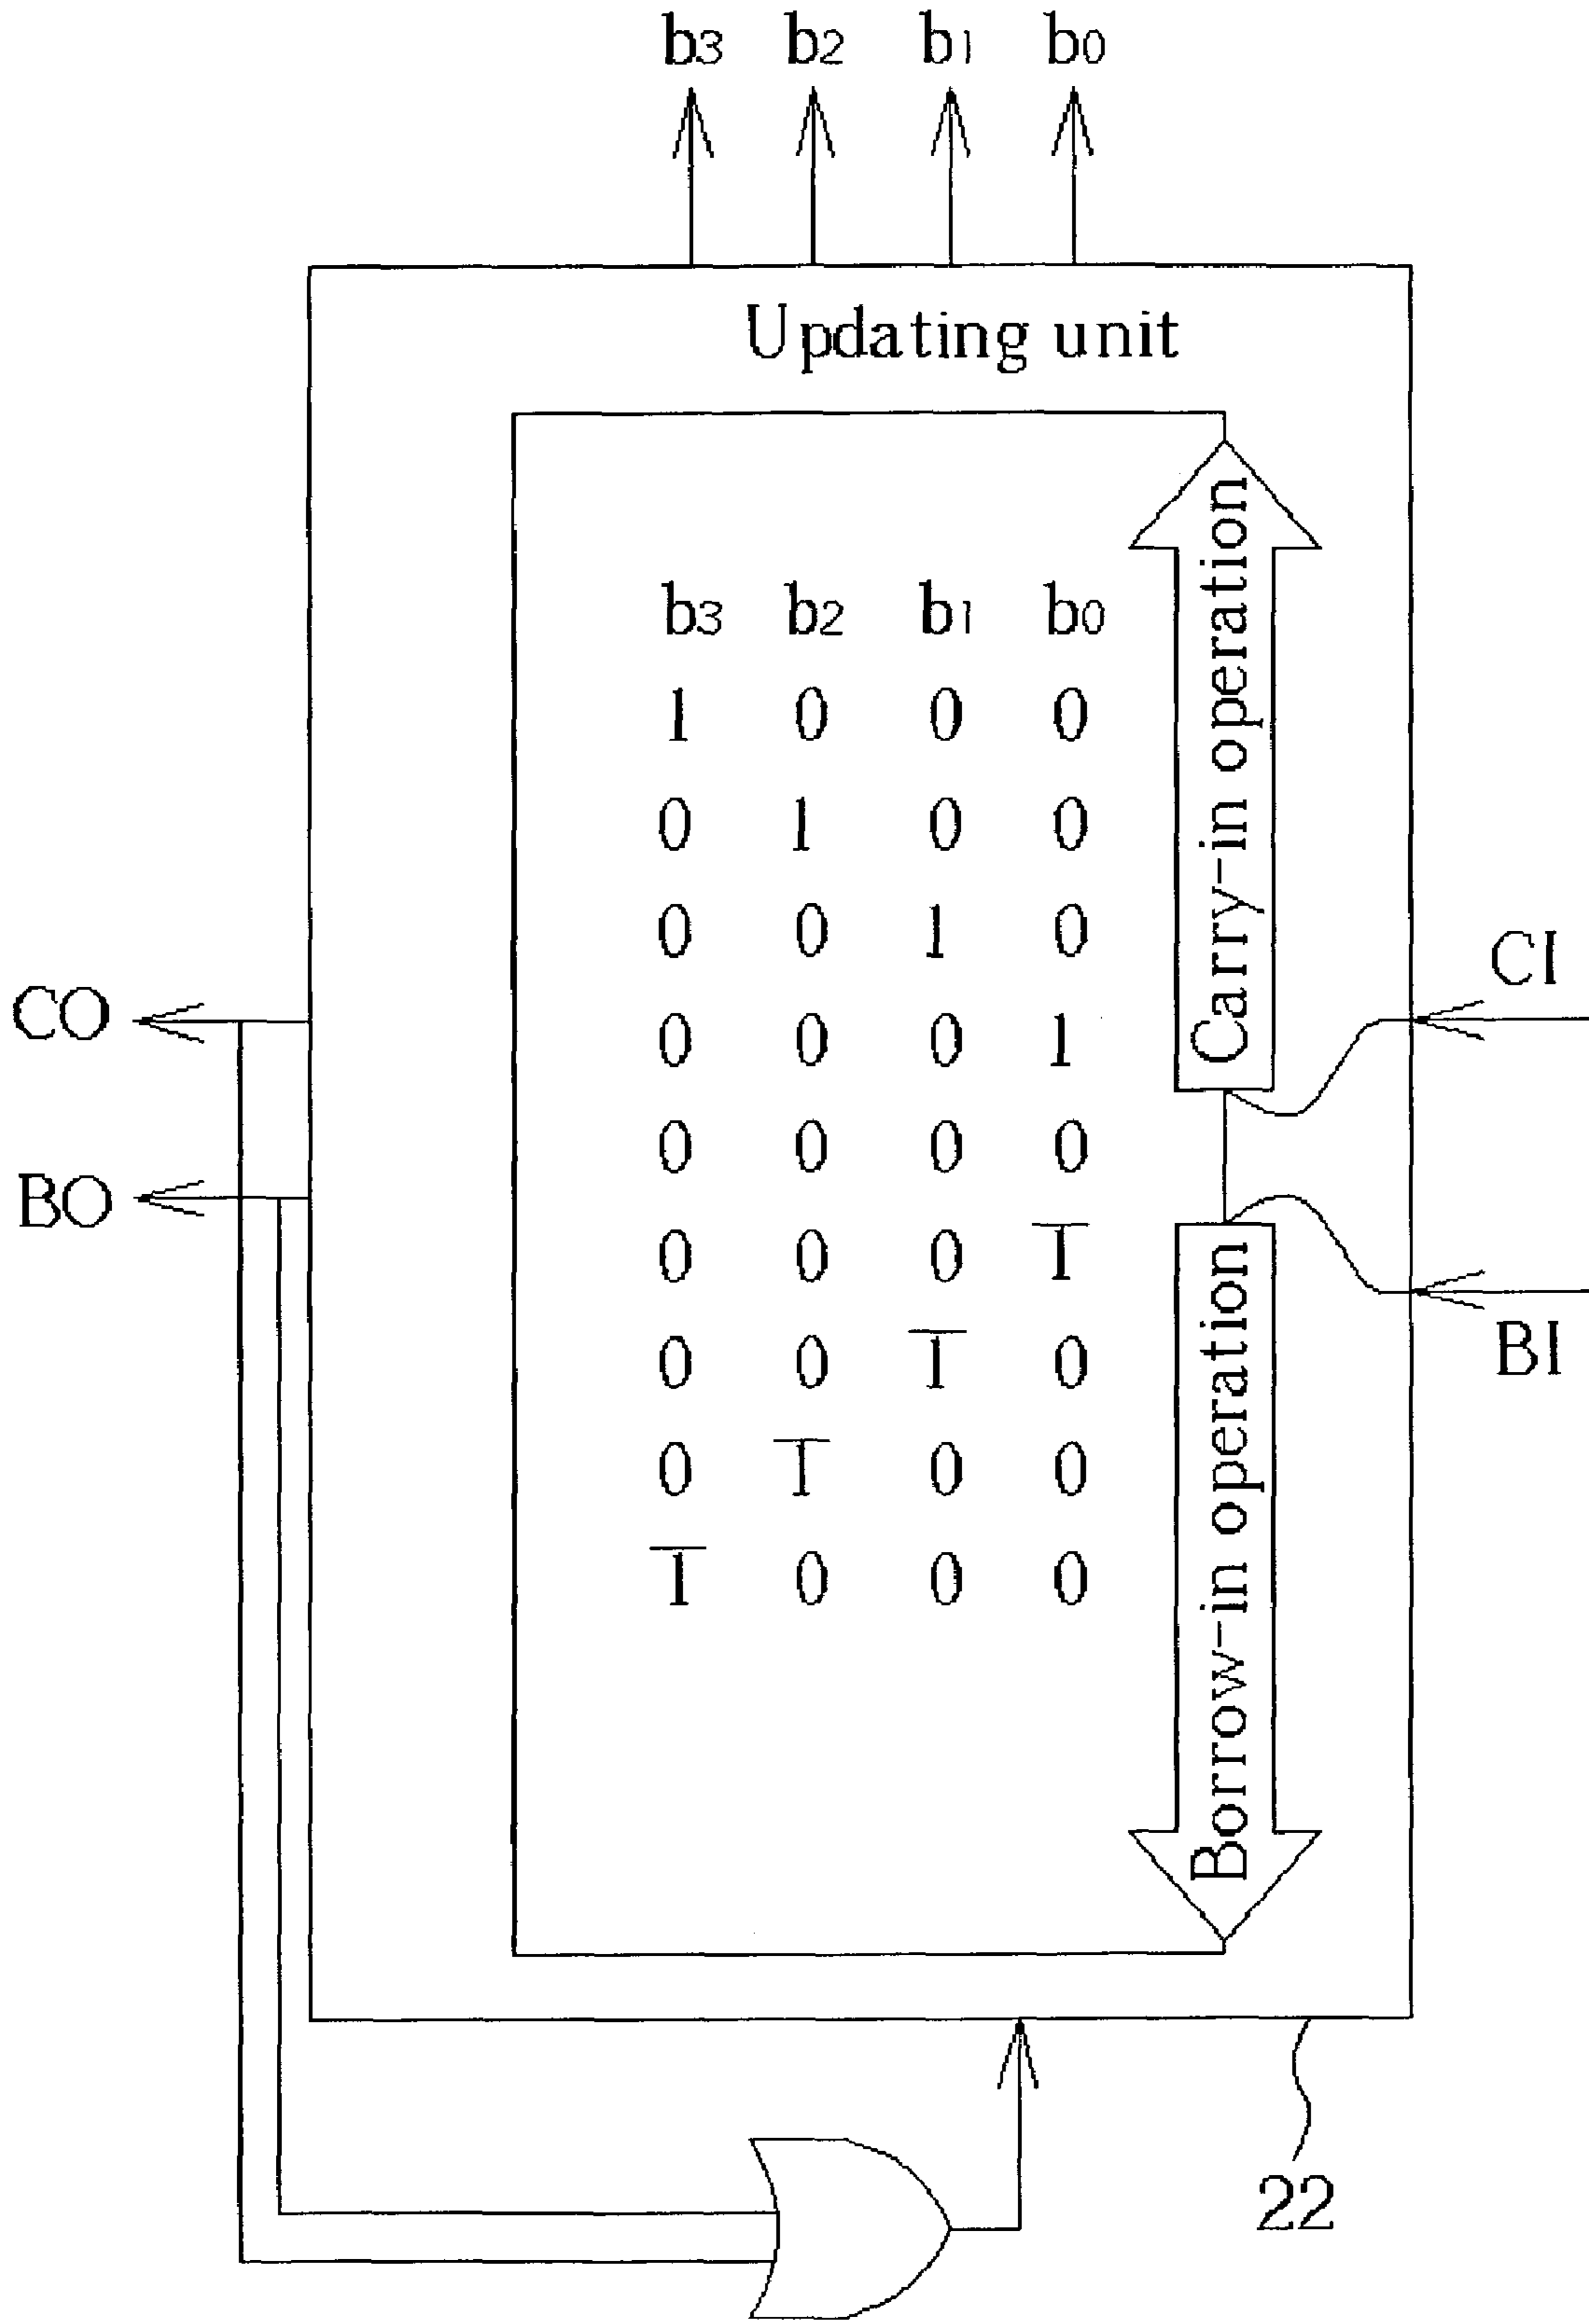 b3 b2 b1 b0
Updating unit
b3 b2 b1 b0
1 0 0 0
0 1 0 0
0 0 1 0
0 0 0 1
0 0 0 0
0 0 0 1̅
0 0 1̅ 0
0 1̅ 0 0
1̅ 0 0 0
Carry-in operation
Borrow-in operation
CO
BO
CI
BI
22